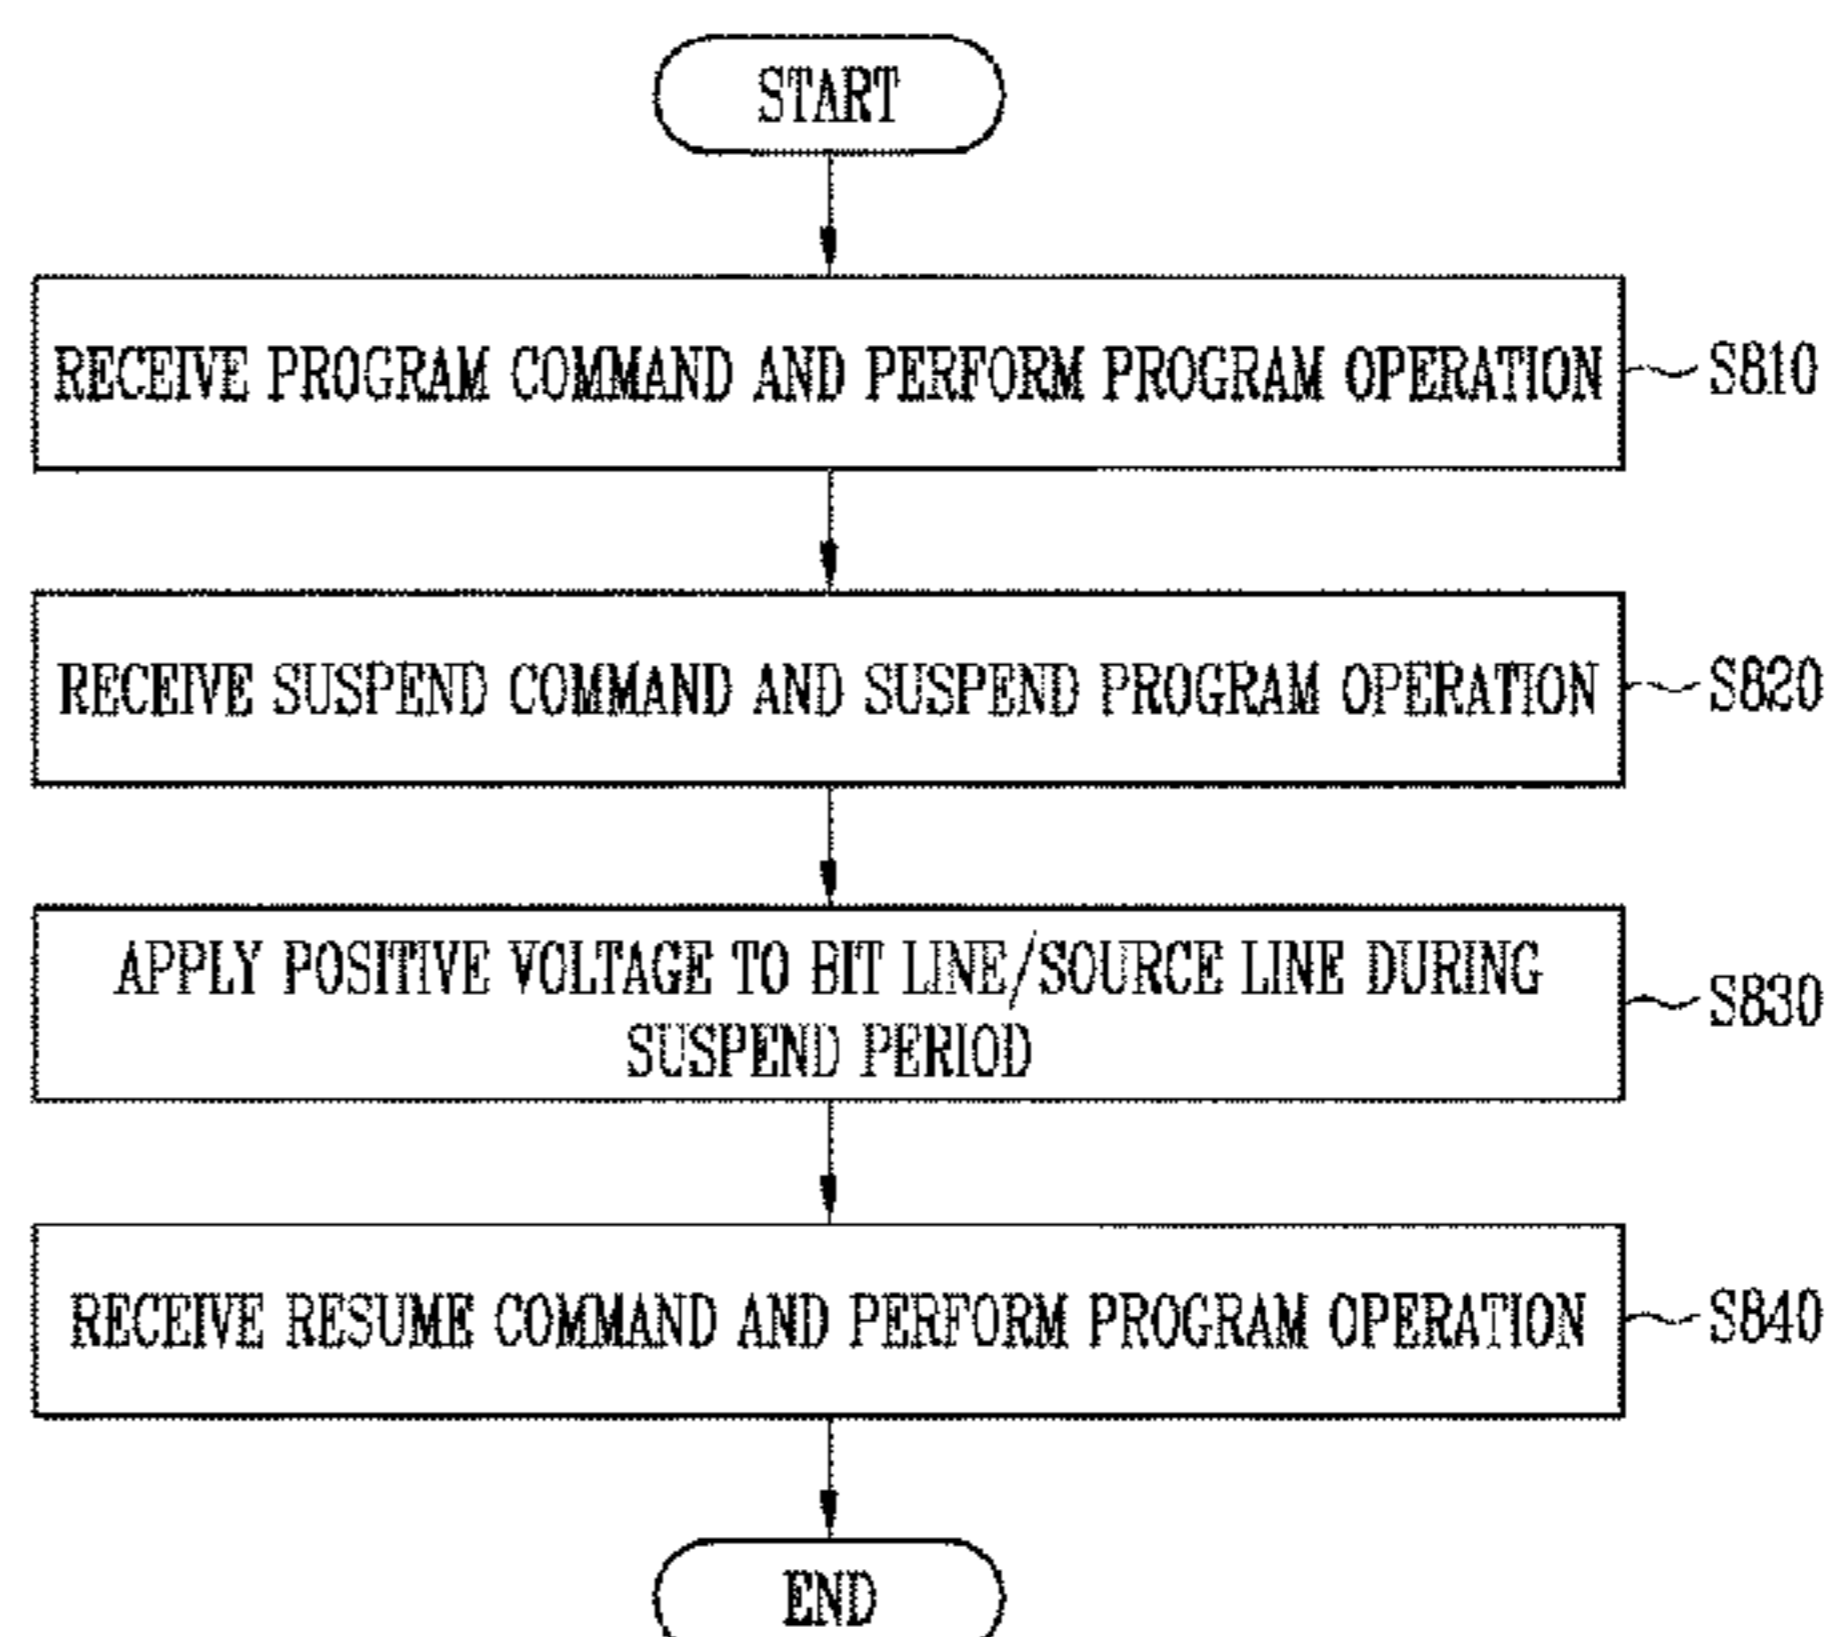 START
RECEIVE PROGRAM COMMAND AND PERFORM PROGRAM OPERATION
S810
RECEIVE SUSPEND COMMAND AND SUSPEND PROGRAM OPERATION
S820
APPLY POSITIVE VOLTAGE TO BIT LINE/SOURCE LINE DURING
SUSPEND PERIOD
S830
RECEIVE RESUME COMMAND AND PERFORM PROGRAM OPERATION
S840
END